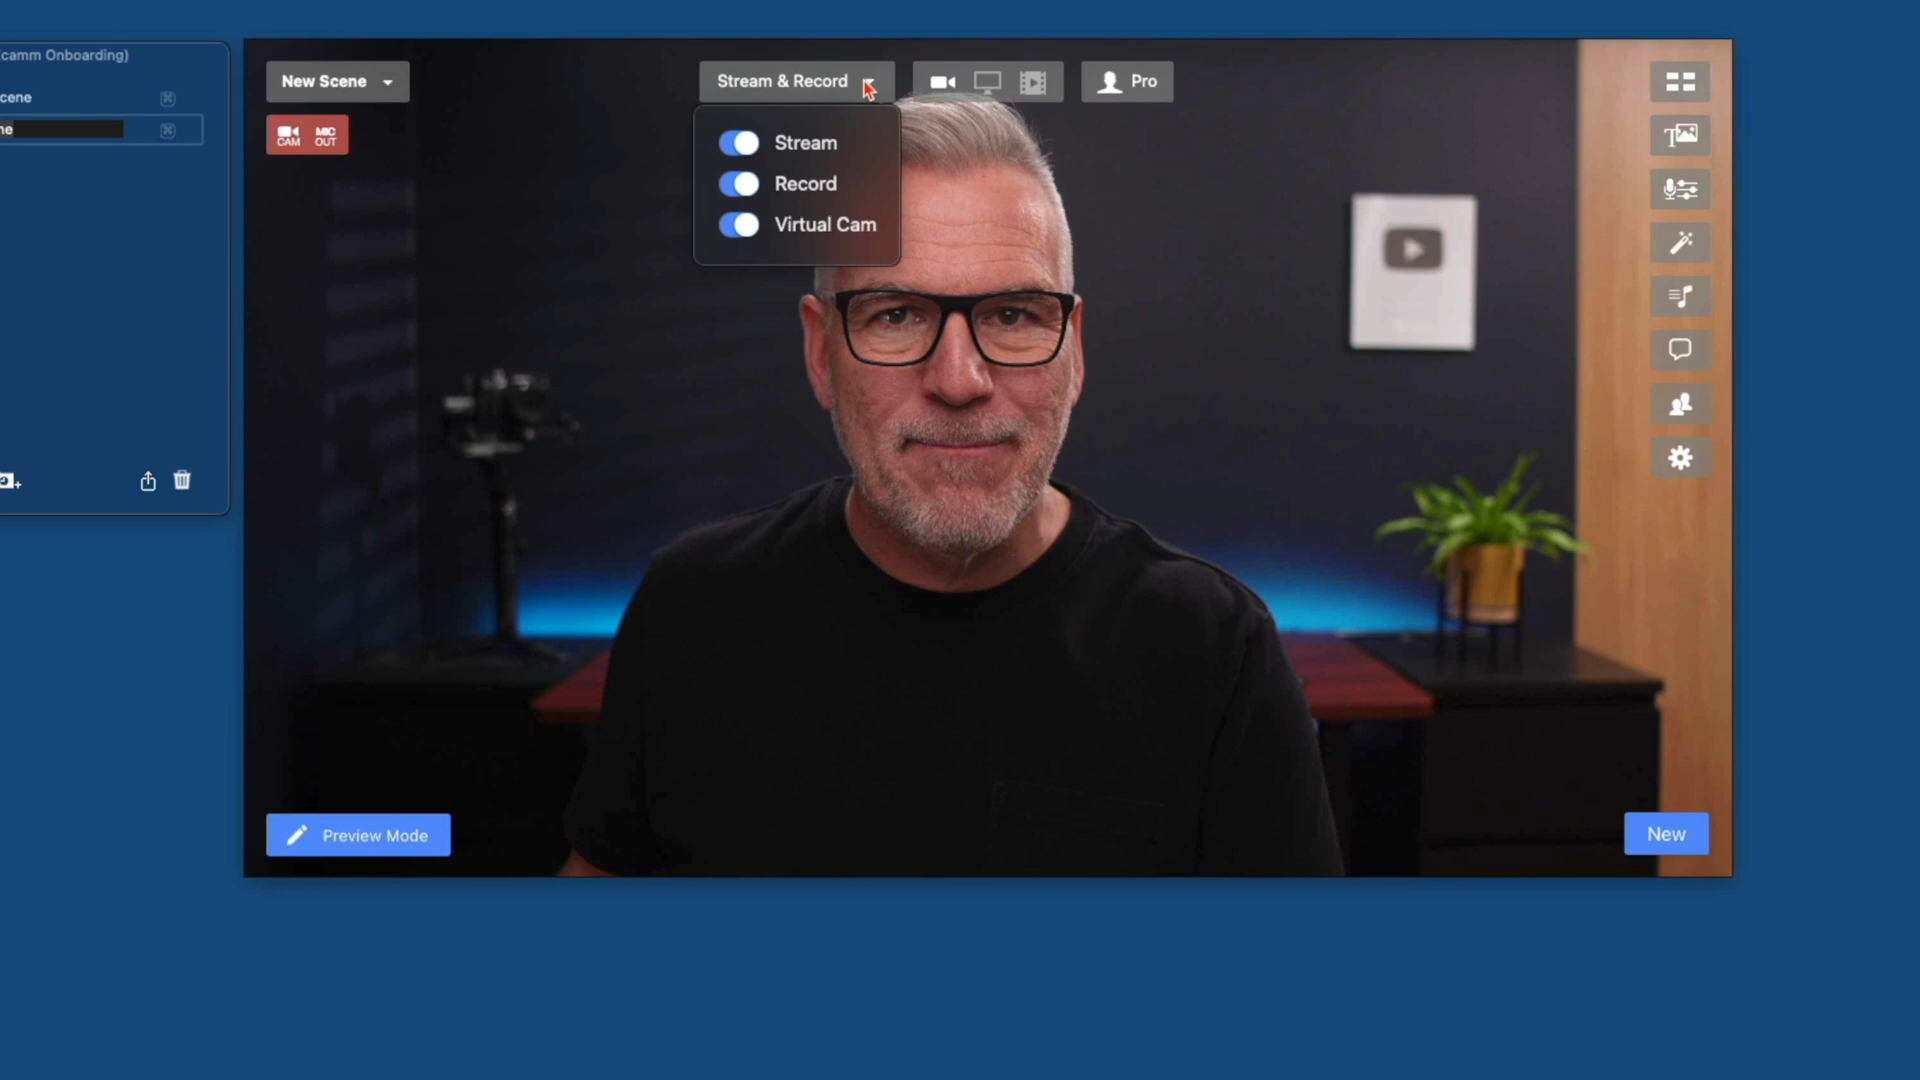 camm Onboarding)
cene
ne
New Scene
Stream & Record
Pro
CAM
MIC
OUT
Stream
Record
Virtual Cam
Preview Mode
New